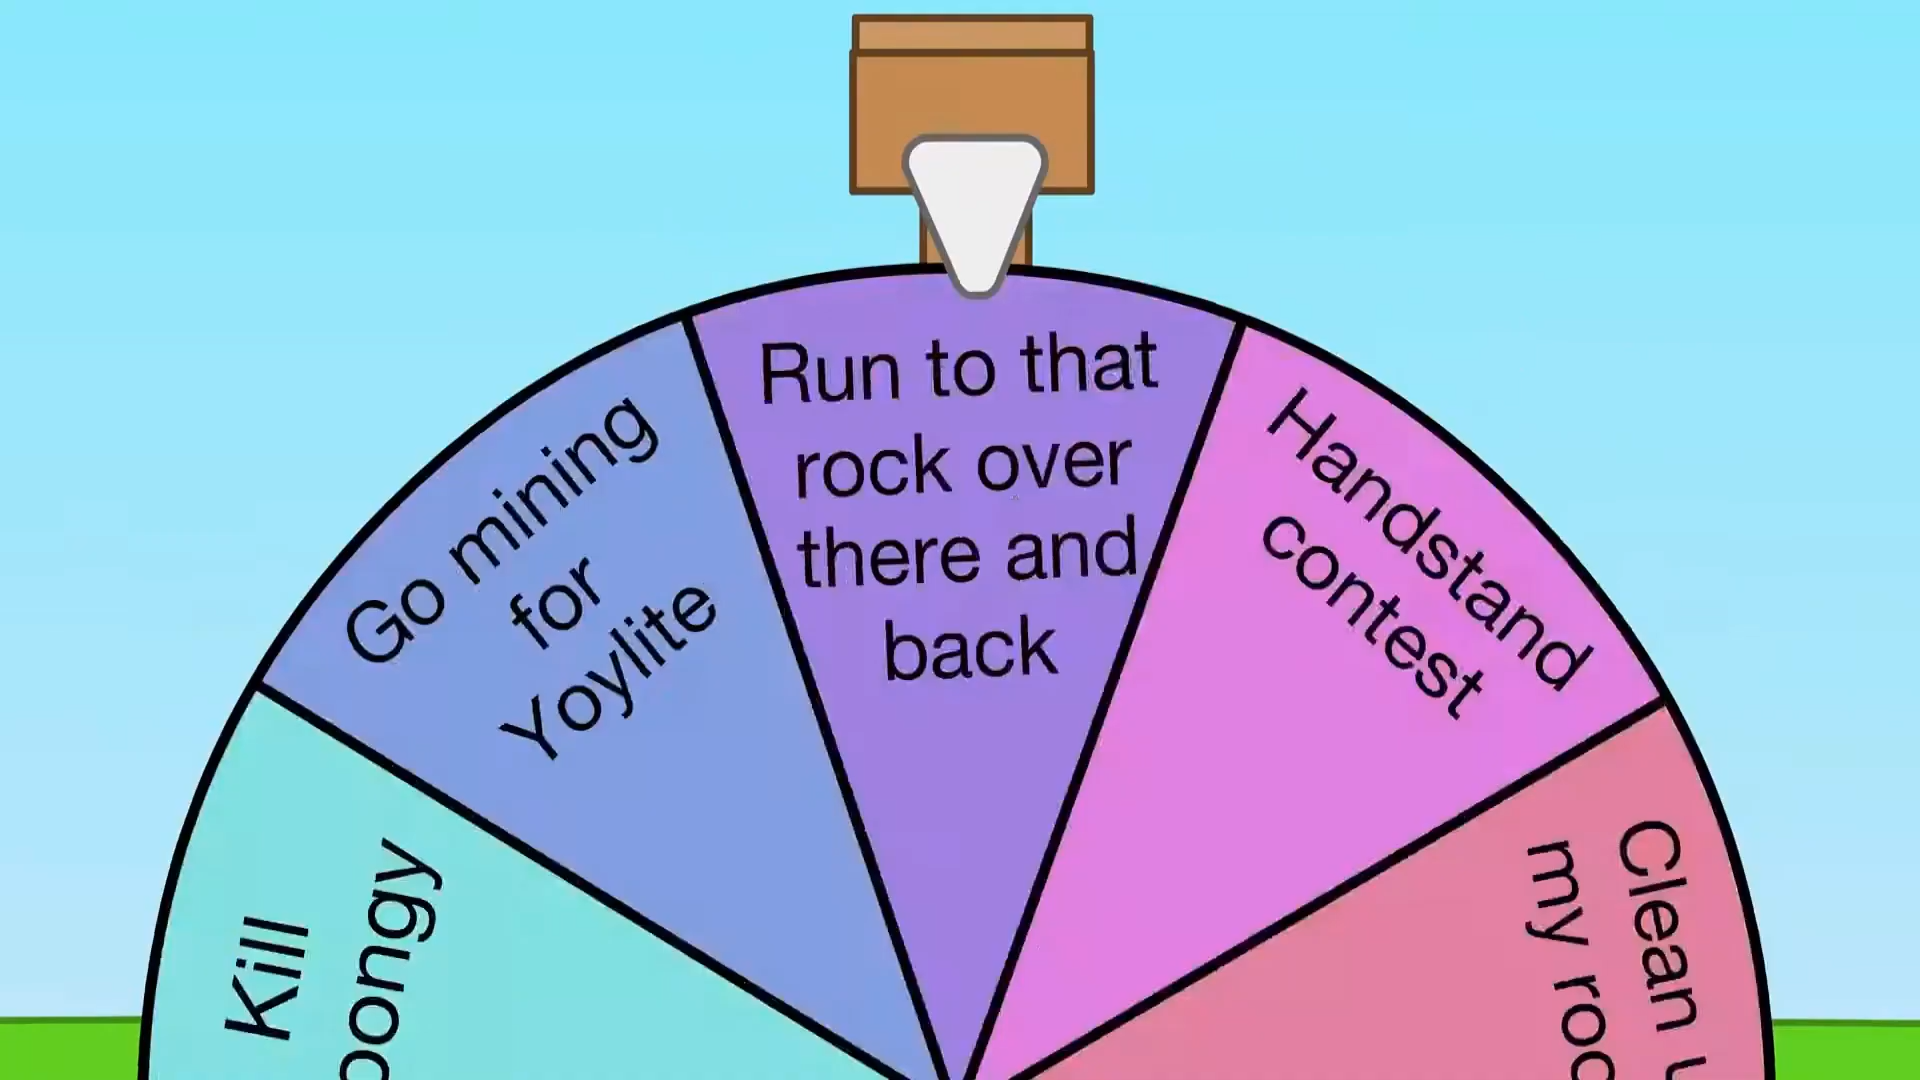 Kill
Go mining
for
Yoylite
Run to that
rock over
there and
back
Handstand
contest
Clean
my